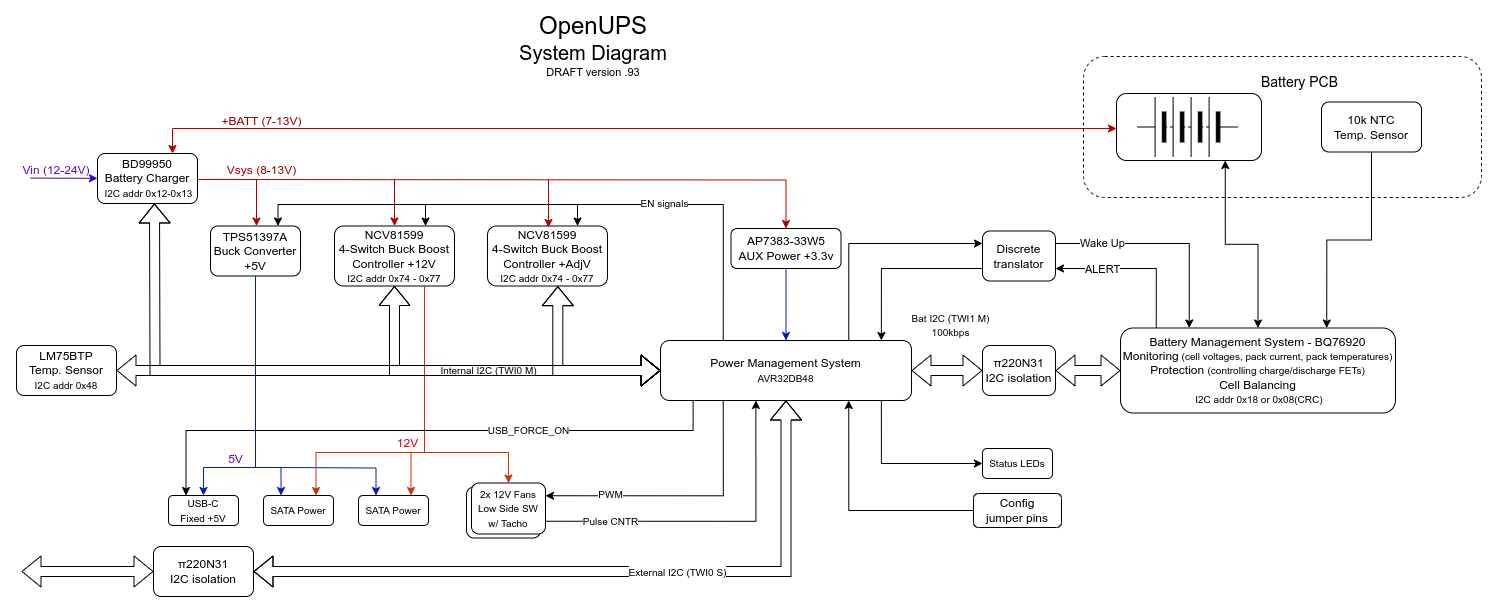 OpenUPS
System Diagram
DRAFT version .93
Battery PCB
10k NTC
Temp. Sensor
+BATT (7-13V)
Vin (12-24V)
BD99950
Battery Charger
I2C addr 0x12-0x13
Vsys (8-13V)
EN signals
TPS51397A
Buck Converter
+5V
NCV81599
4-Switch Buck Boost
Controller +12V
I2C addr 0x74 - 0x77
NCV81599
4-Switch Buck Boost
Controller +AdjV
I2C addr 0x74 - 0x77
AP7383-33W5
AUX Power +3.3v
Discrete
translator
Wake Up
ALERT
Bat I2C (TWI1 M)
100kbps
LM75BTP
Temp. Sensor
I2C addr 0x48
Internal I2C (TWI0 M)
Power Management System
AVR32DB48
π220N31
I2C isolation
Battery Management System - BQ76920
Monitoring (cell voltages, pack current, pack temperatures)
Protection (controlling charge/discharge FETs)
Cell Balancing
I2C addr 0x18 or 0x08(CRC)
USB_FORCE_ON
12V
5V
USB-C
Fixed +5V
SATA Power
SATA Power
2x 12V Fans
Low Side SW
w/ Tacho
PWM
Pulse CNTR
Status LEDs
Config
jumper pins
π220N31
I2C isolation
External I2C (TWI0 S)